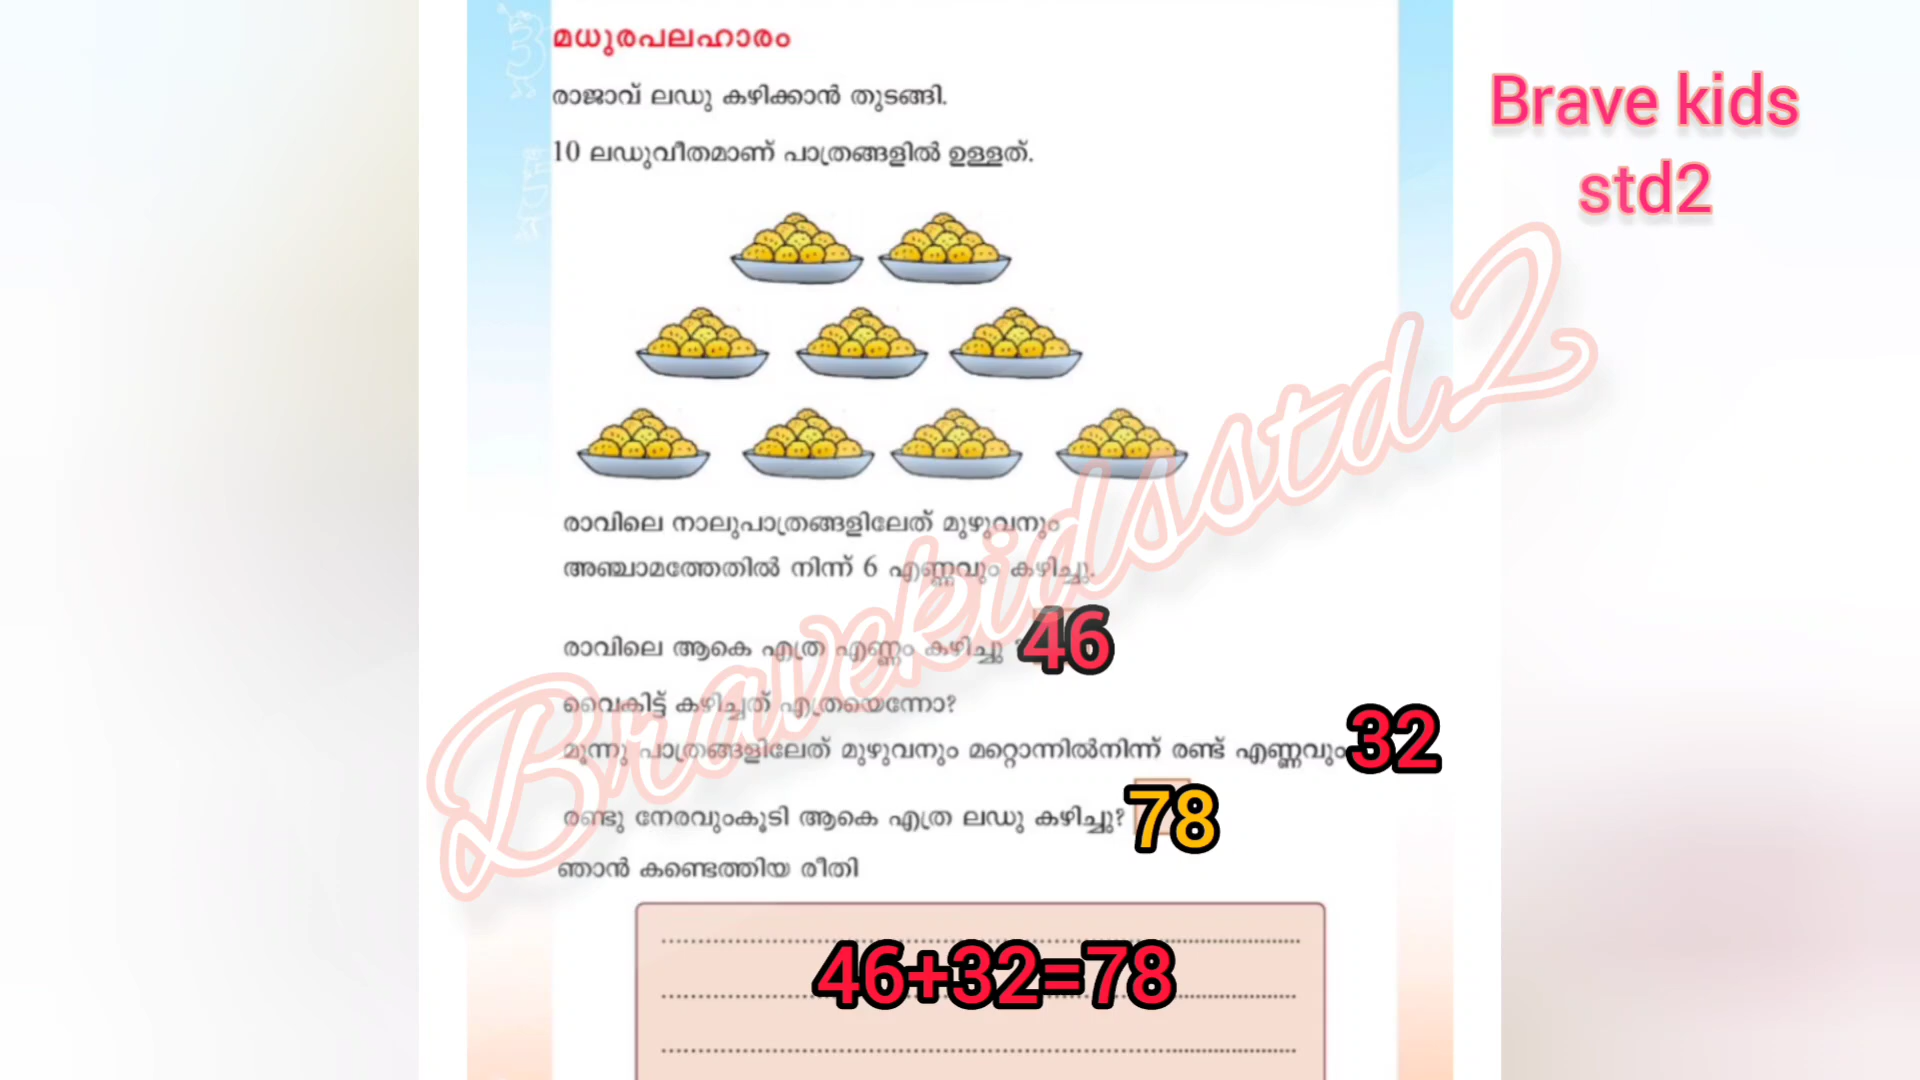 മധുരപലഹാരം
രാജാവ് ലഡു കഴിക്കാൻ തുടങ്ങി.
10 ലഡുവീതമാണ് പാത്രങ്ങളിൽ ഉള്ളത്.
Brave kids
std2
രാവിലെ നാലുപാത്രങ്ങളിലേത് മുഴുവനും
അഞ്ചാമത്തേതിൽ നിന്ന് 6 എണ്ണവും കഴിച്ചു.
രാവിലെ ആകെ എത്ര എണ്ണം കഴിച്ചു ? 46
വൈകിട്ട് കഴിച്ചത് എത്രയെന്നോ?
മൂന്നു പാത്രങ്ങളിലേത് മുഴുവനും മറ്റൊന്നിൽനിന്ന് രണ്ട് എണ്ണവും 32
രണ്ടു നേരവുംകൂടി ആകെ എത്ര ലഡു കഴിച്ചു? 78
ഞാൻ കണ്ടെത്തിയ രീതി
46+32=78
Bravekidsstd2